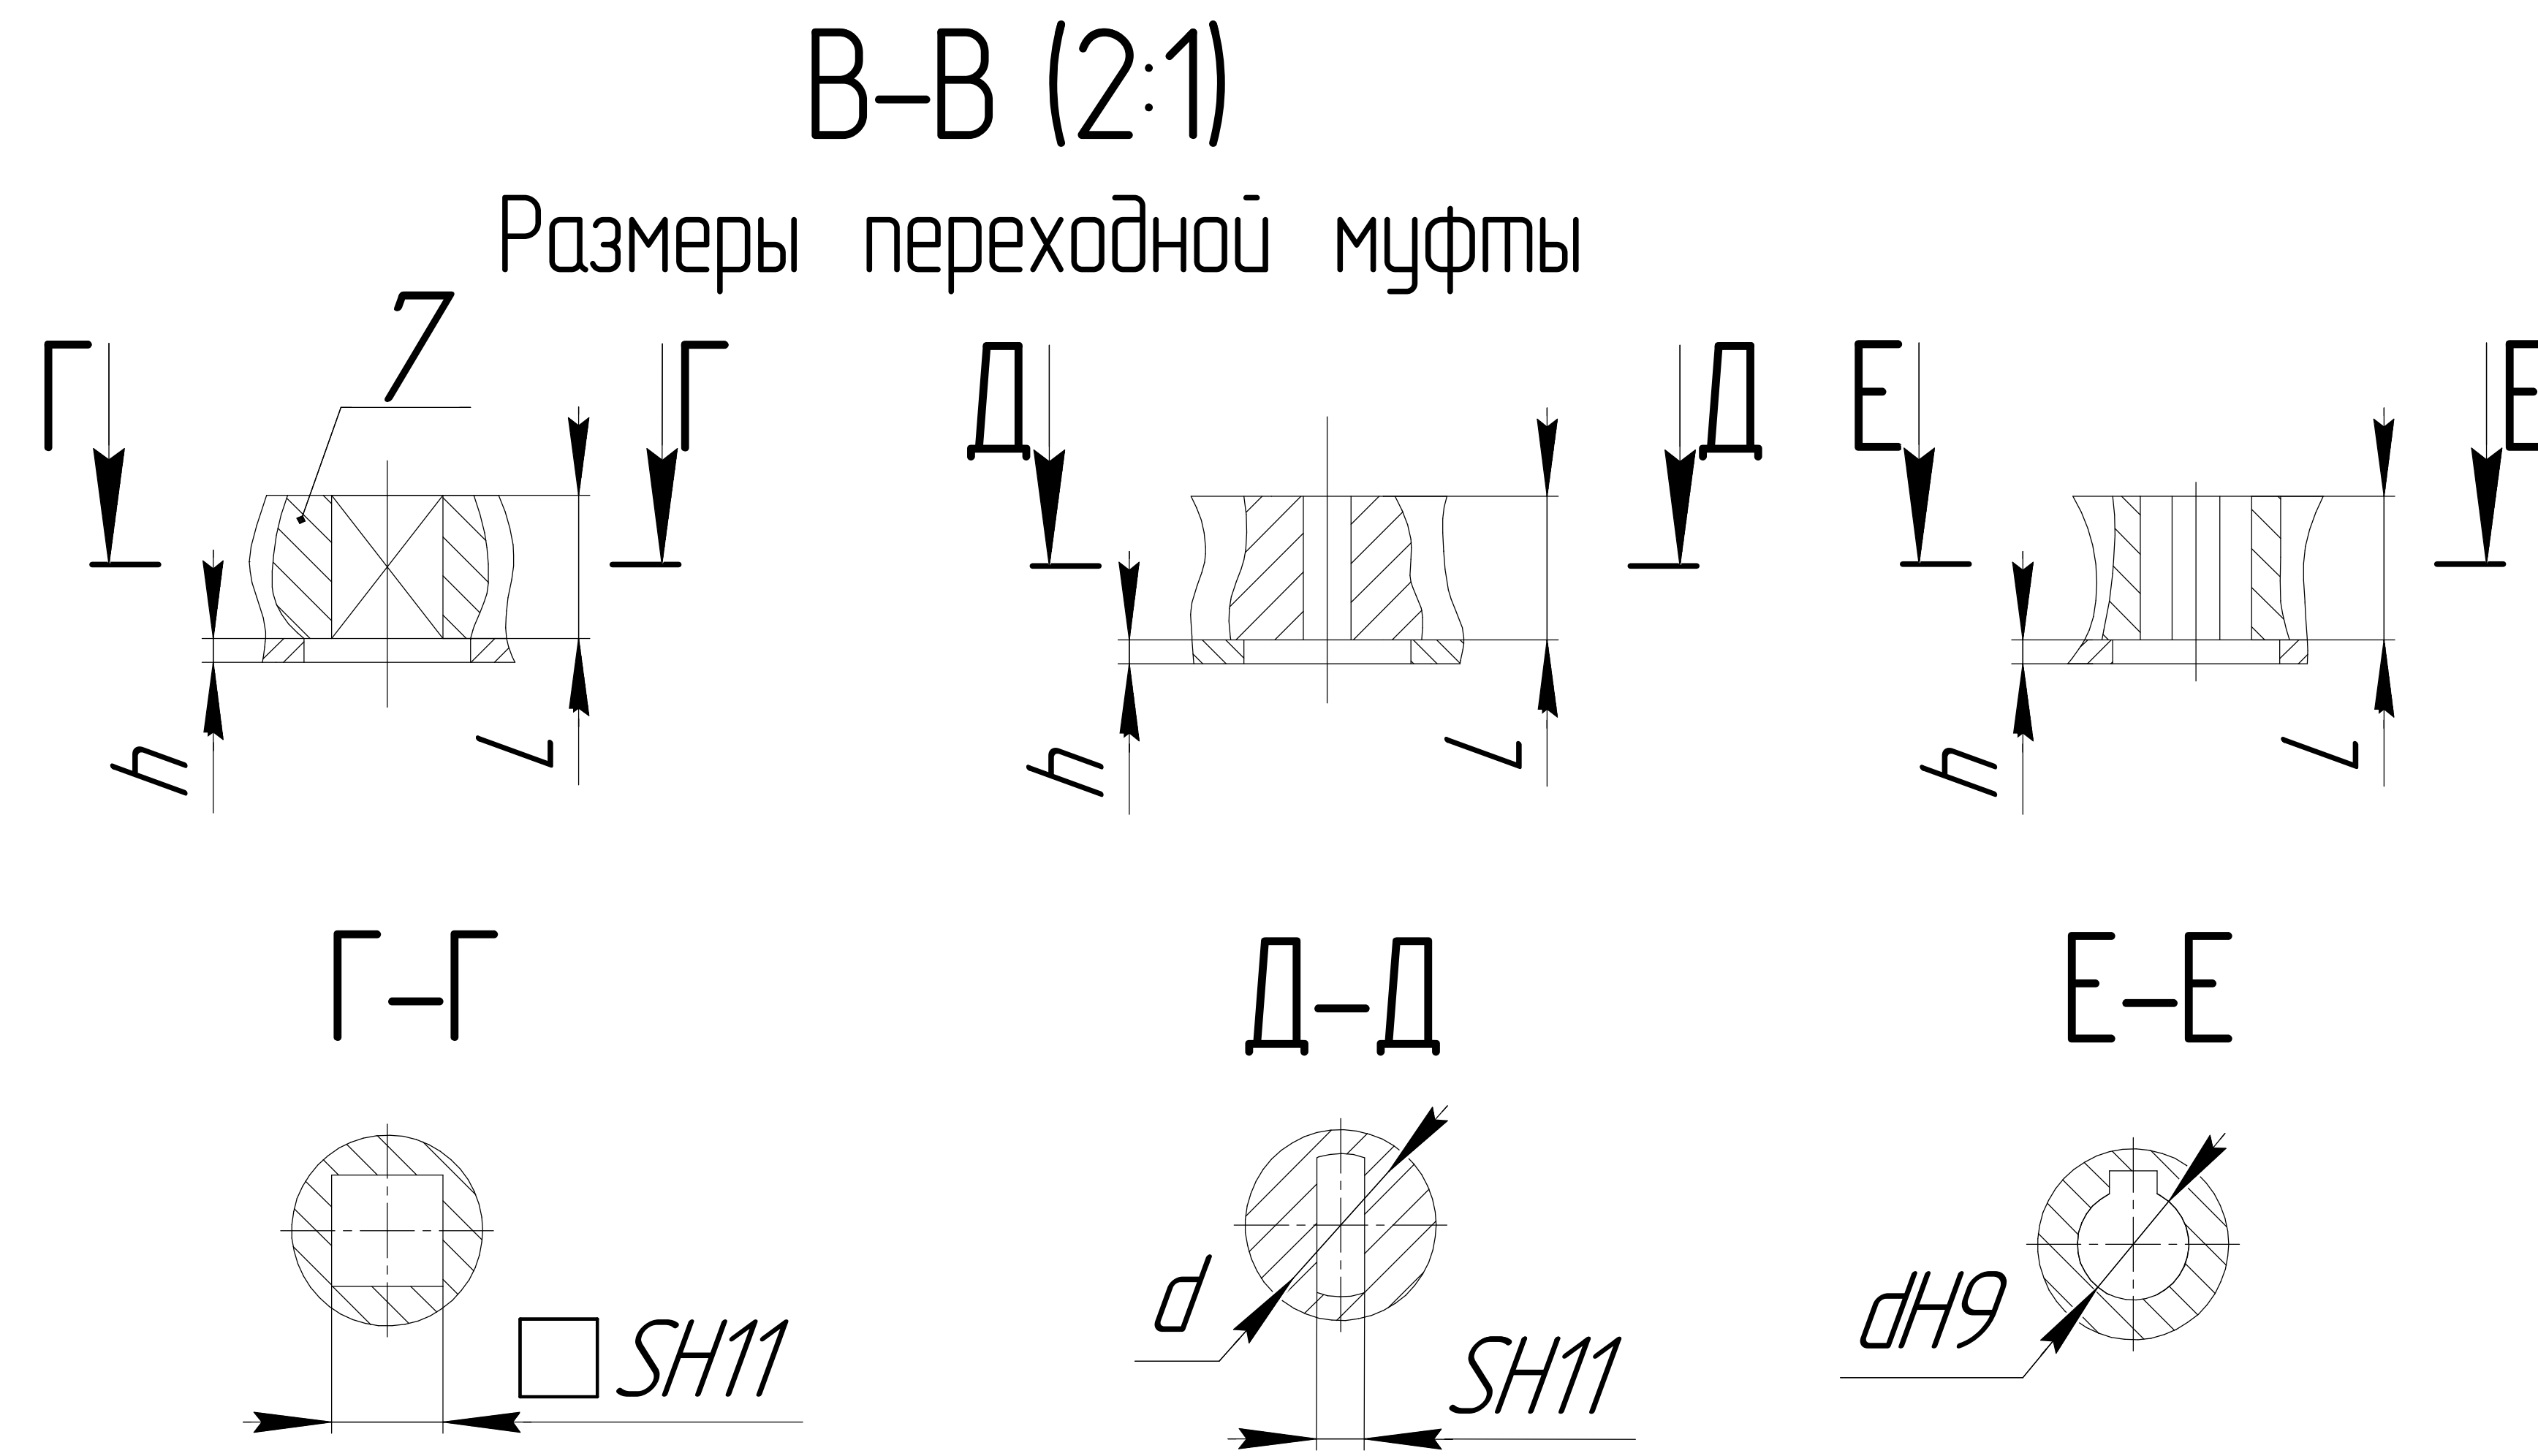 В–В (2:1)
Размеры переходной муфты
7
Г Г Д Д Е Е
h L h L h L
Г–Г Д–Д Е–Е
d dH9
□SH11 SH11